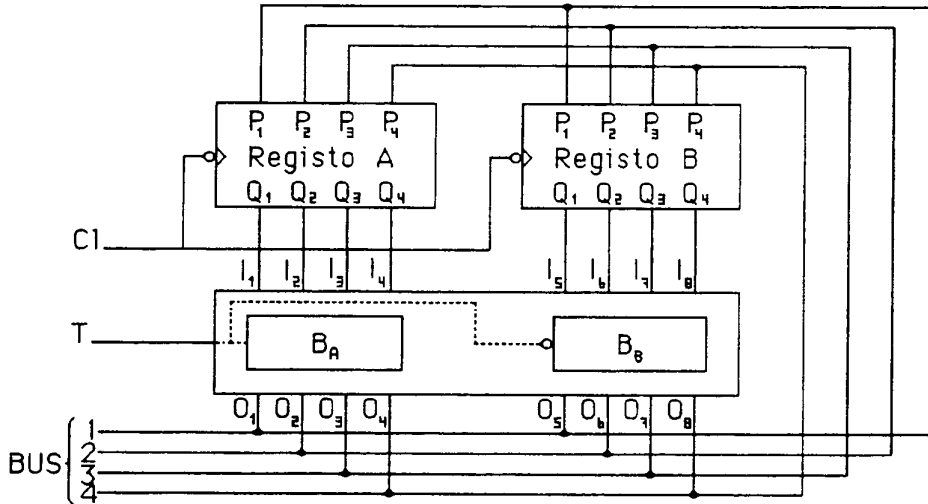 P₁ P₂ P₃ P₄ P₁ P₂ P₃ P₄
Registo A Registo B
Q₁ Q₂ Q₃ Q₄ Q₁ Q₂ Q₃ Q₄
Cl
I₁ I₂ I₃ I₄ I₅ I₆ I₇ I₈
T
B_A B_B
O₁ O₂ O₃ O₄ O₅ O₆ O₇ O₈
BUS
1
2
3
4